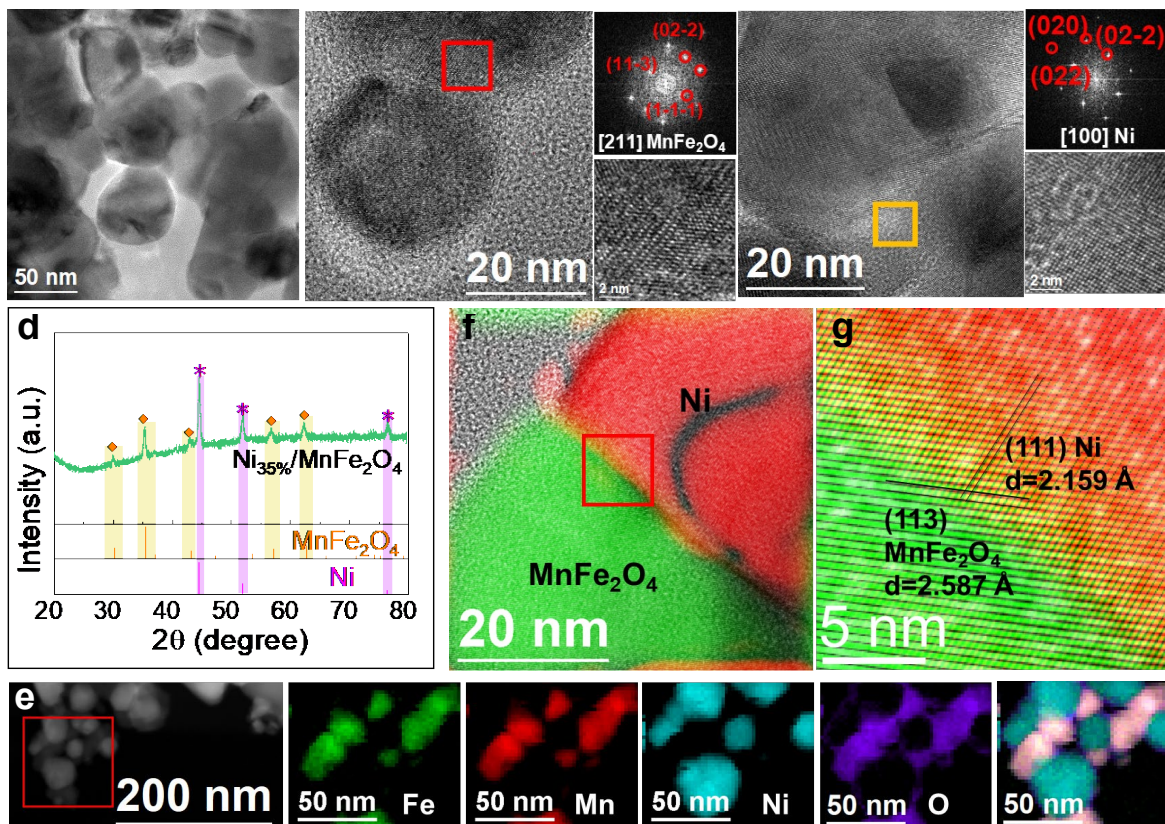 50 nm
20 nm
(02-2)
(11-3)
(1-1-1)
[211] MnFe₂O₄
2 nm
20 nm
(020)
(02-2)
(022)
[100] Ni
2 nm
d
Intensity (a.u.)
Ni₃₅%/MnFe₂O₄
MnFe₂O₄
Ni
20 30 40 50 60 70 80
2θ (degree)
f
Ni
MnFe₂O₄
20 nm
g
(111) Ni
d=2.159 Å
(113)
MnFe₂O₄
d=2.587 Å
5 nm
e
200 nm
50 nm Fe
50 nm Mn
50 nm Ni
50 nm O
50 nm